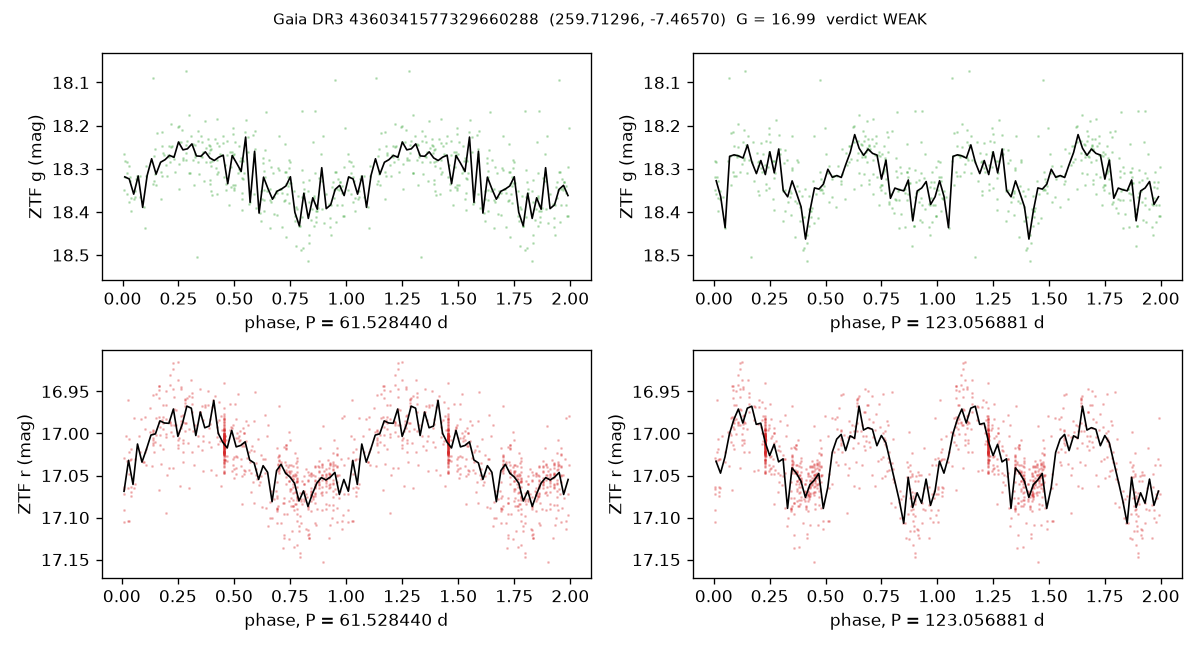 Gaia DR3 4360341577329660288 (259.71296, -7.46570) G = 16.99 verdict WEAK
ZTF g (mag)
18.1
18.2
18.3
18.4
18.5
0.00 0.25 0.50 0.75 1.00 1.25 1.50 1.75 2.00
phase, P = 61.528440 d
ZTF g (mag)
18.1
18.2
18.3
18.4
18.5
0.00 0.25 0.50 0.75 1.00 1.25 1.50 1.75 2.00
phase, P = 123.056881 d
ZTF r (mag)
16.95
17.00
17.05
17.10
17.15
0.00 0.25 0.50 0.75 1.00 1.25 1.50 1.75 2.00
phase, P = 61.528440 d
ZTF r (mag)
16.95
17.00
17.05
17.10
17.15
0.00 0.25 0.50 0.75 1.00 1.25 1.50 1.75 2.00
phase, P = 123.056881 d